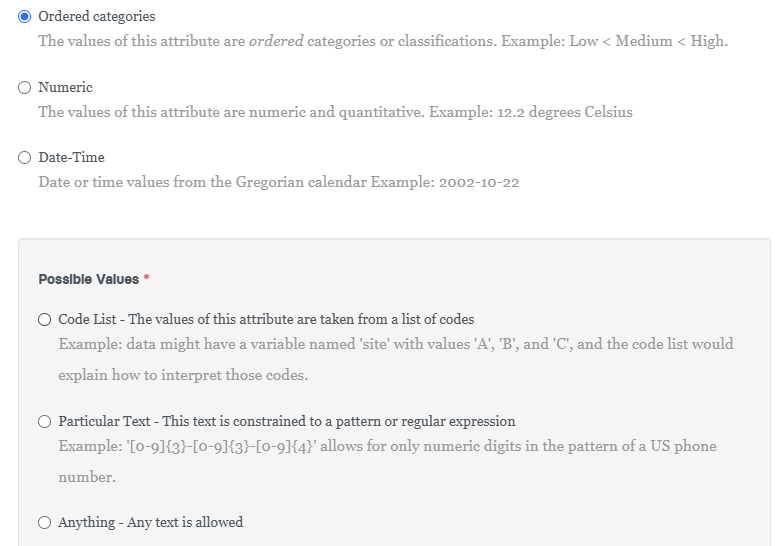 Ordered categories
The values of this attribute are ordered categories or classifications. Example: Low < Medium < High.
Numeric
The values of this attribute are numeric and quantitative. Example: 12.2 degrees Celsius
Date-Time
Date or time values from the Gregorian calendar Example: 2002-10-22
Possible Values *
Code List - The values of this attribute are taken from a list of codes
Example: data might have a variable named 'site' with values 'A', 'B', and 'C', and the code list would
explain how to interpret those codes.
Particular Text - This text is constrained to a pattern or regular expression
Example: '[0-9]{3}-[0-9]{3}-[0-9]{4}' allows for only numeric digits in the pattern of a US phone
number.
Anything - Any text is allowed